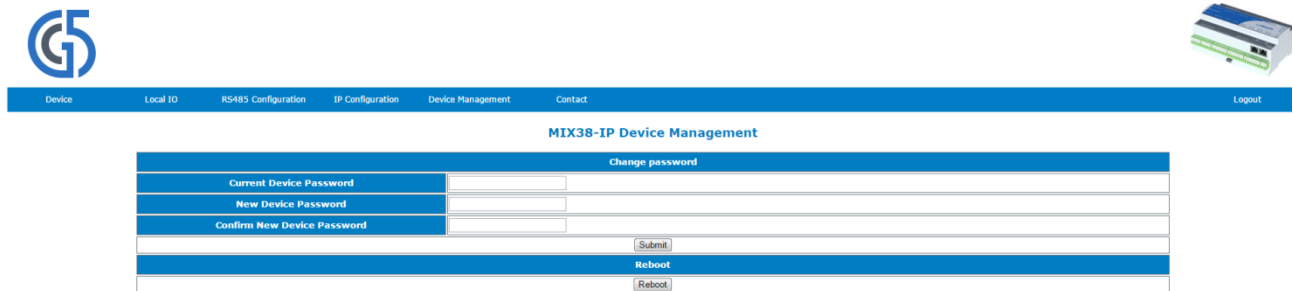 G5
Device Local IO RS485 Configuration IP Configuration Device Management Contact Logout
MIX38-IP Device Management
Change password
Current Device Password
New Device Password
Confirm New Device Password
Submit
Reboot
Reboot